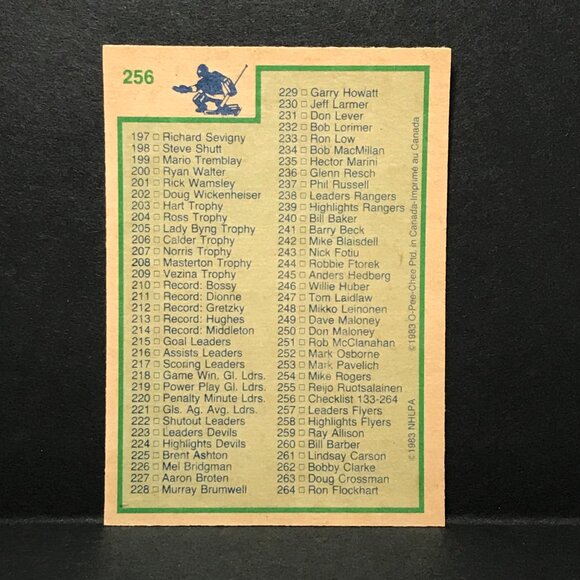 256
197 □ Richard Sevigny
198 □ Steve Shutt
199 □ Mario Tremblay
200 □ Ryan Walter
201 □ Rick Wamsley
202 □ Doug Wickenheiser
203 □ Hart Trophy
204 □ Ross Trophy
205 □ Lady Byng Trophy
206 □ Calder Trophy
207 □ Norris Trophy
208 □ Masterton Trophy
209 □ Vezina Trophy
210 □ Record: Bossy
211 □ Record: Dionne
212 □ Record: Gretzky
213 □ Record: Hughes
214 □ Record: Middleton
215 □ Goal Leaders
216 □ Assists Leaders
217 □ Scoring Leaders
218 □ Game Win. Gl. Ldrs.
219 □ Power Play Gl. Ldrs.
220 □ Penalty Minute Ldrs.
221 □ Gls. Ag. Avg. Ldrs.
222 □ Shutout Leaders
223 □ Leaders Devils
224 □ Highlights Devils
225 □ Brent Ashton
226 □ Mel Bridgman
227 □ Aaron Broten
228 □ Murray Brumwell
229 □ Garry Howatt
230 □ Jeff Larmer
231 □ Don Lever
232 □ Bob Lorimer
233 □ Ron Low
234 □ Bob MacMillan
235 □ Hector Marini
236 □ Glenn Resch
237 □ Phil Russell
238 □ Leaders Rangers
239 □ Highlights Rangers
240 □ Bill Baker
241 □ Barry Beck
242 □ Mike Blaisdell
243 □ Nick Fotiu
244 □ Robbie Ftorek
245 □ Anders Hedberg
246 □ Willie Huber
247 □ Tom Laidlaw
248 □ Mikko Leinonen
249 □ Dave Maloney
250 □ Don Maloney
251 □ Rob McClanahan
252 □ Mark Osborne
253 □ Mark Pavelich
254 □ Mike Rogers
255 □ Reijo Ruotsalainen
256 □ Checklist 133-264
257 □ Leaders Flyers
258 □ Highlights Flyers
259 □ Ray Allison
260 □ Bill Barber
261 □ Lindsay Carson
262 □ Bobby Clarke
263 □ Doug Crossman
264 □ Ron Flockhart
©1983 NHLPA ©1983 O-Pee-Chee Ptd. in Canada-Imprimé au Canada